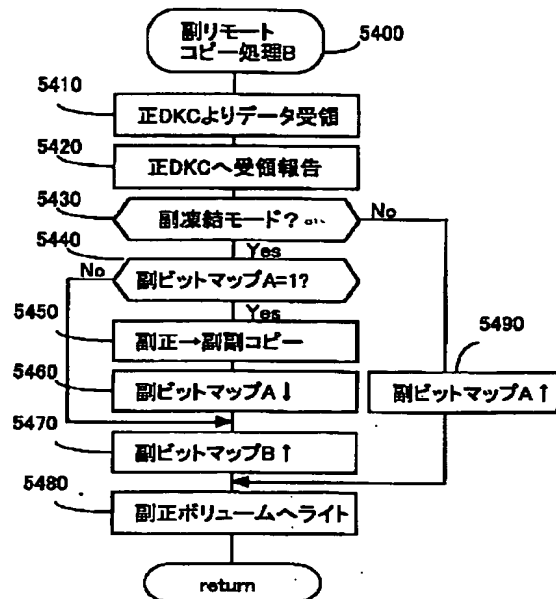 副リモート
コピー処理B
5400
5410
正DKCよりデータ受領
5420
正DKCへ受領報告
5430
副凍結モード?
No
5440
Yes
No
副ビットマップA=1?
5450
Yes
副正→副副コピー
5490
5460
副ビットマップA↓
副ビットマップA↑
5470
副ビットマップB↑
5480
副正ボリュームへライト
return